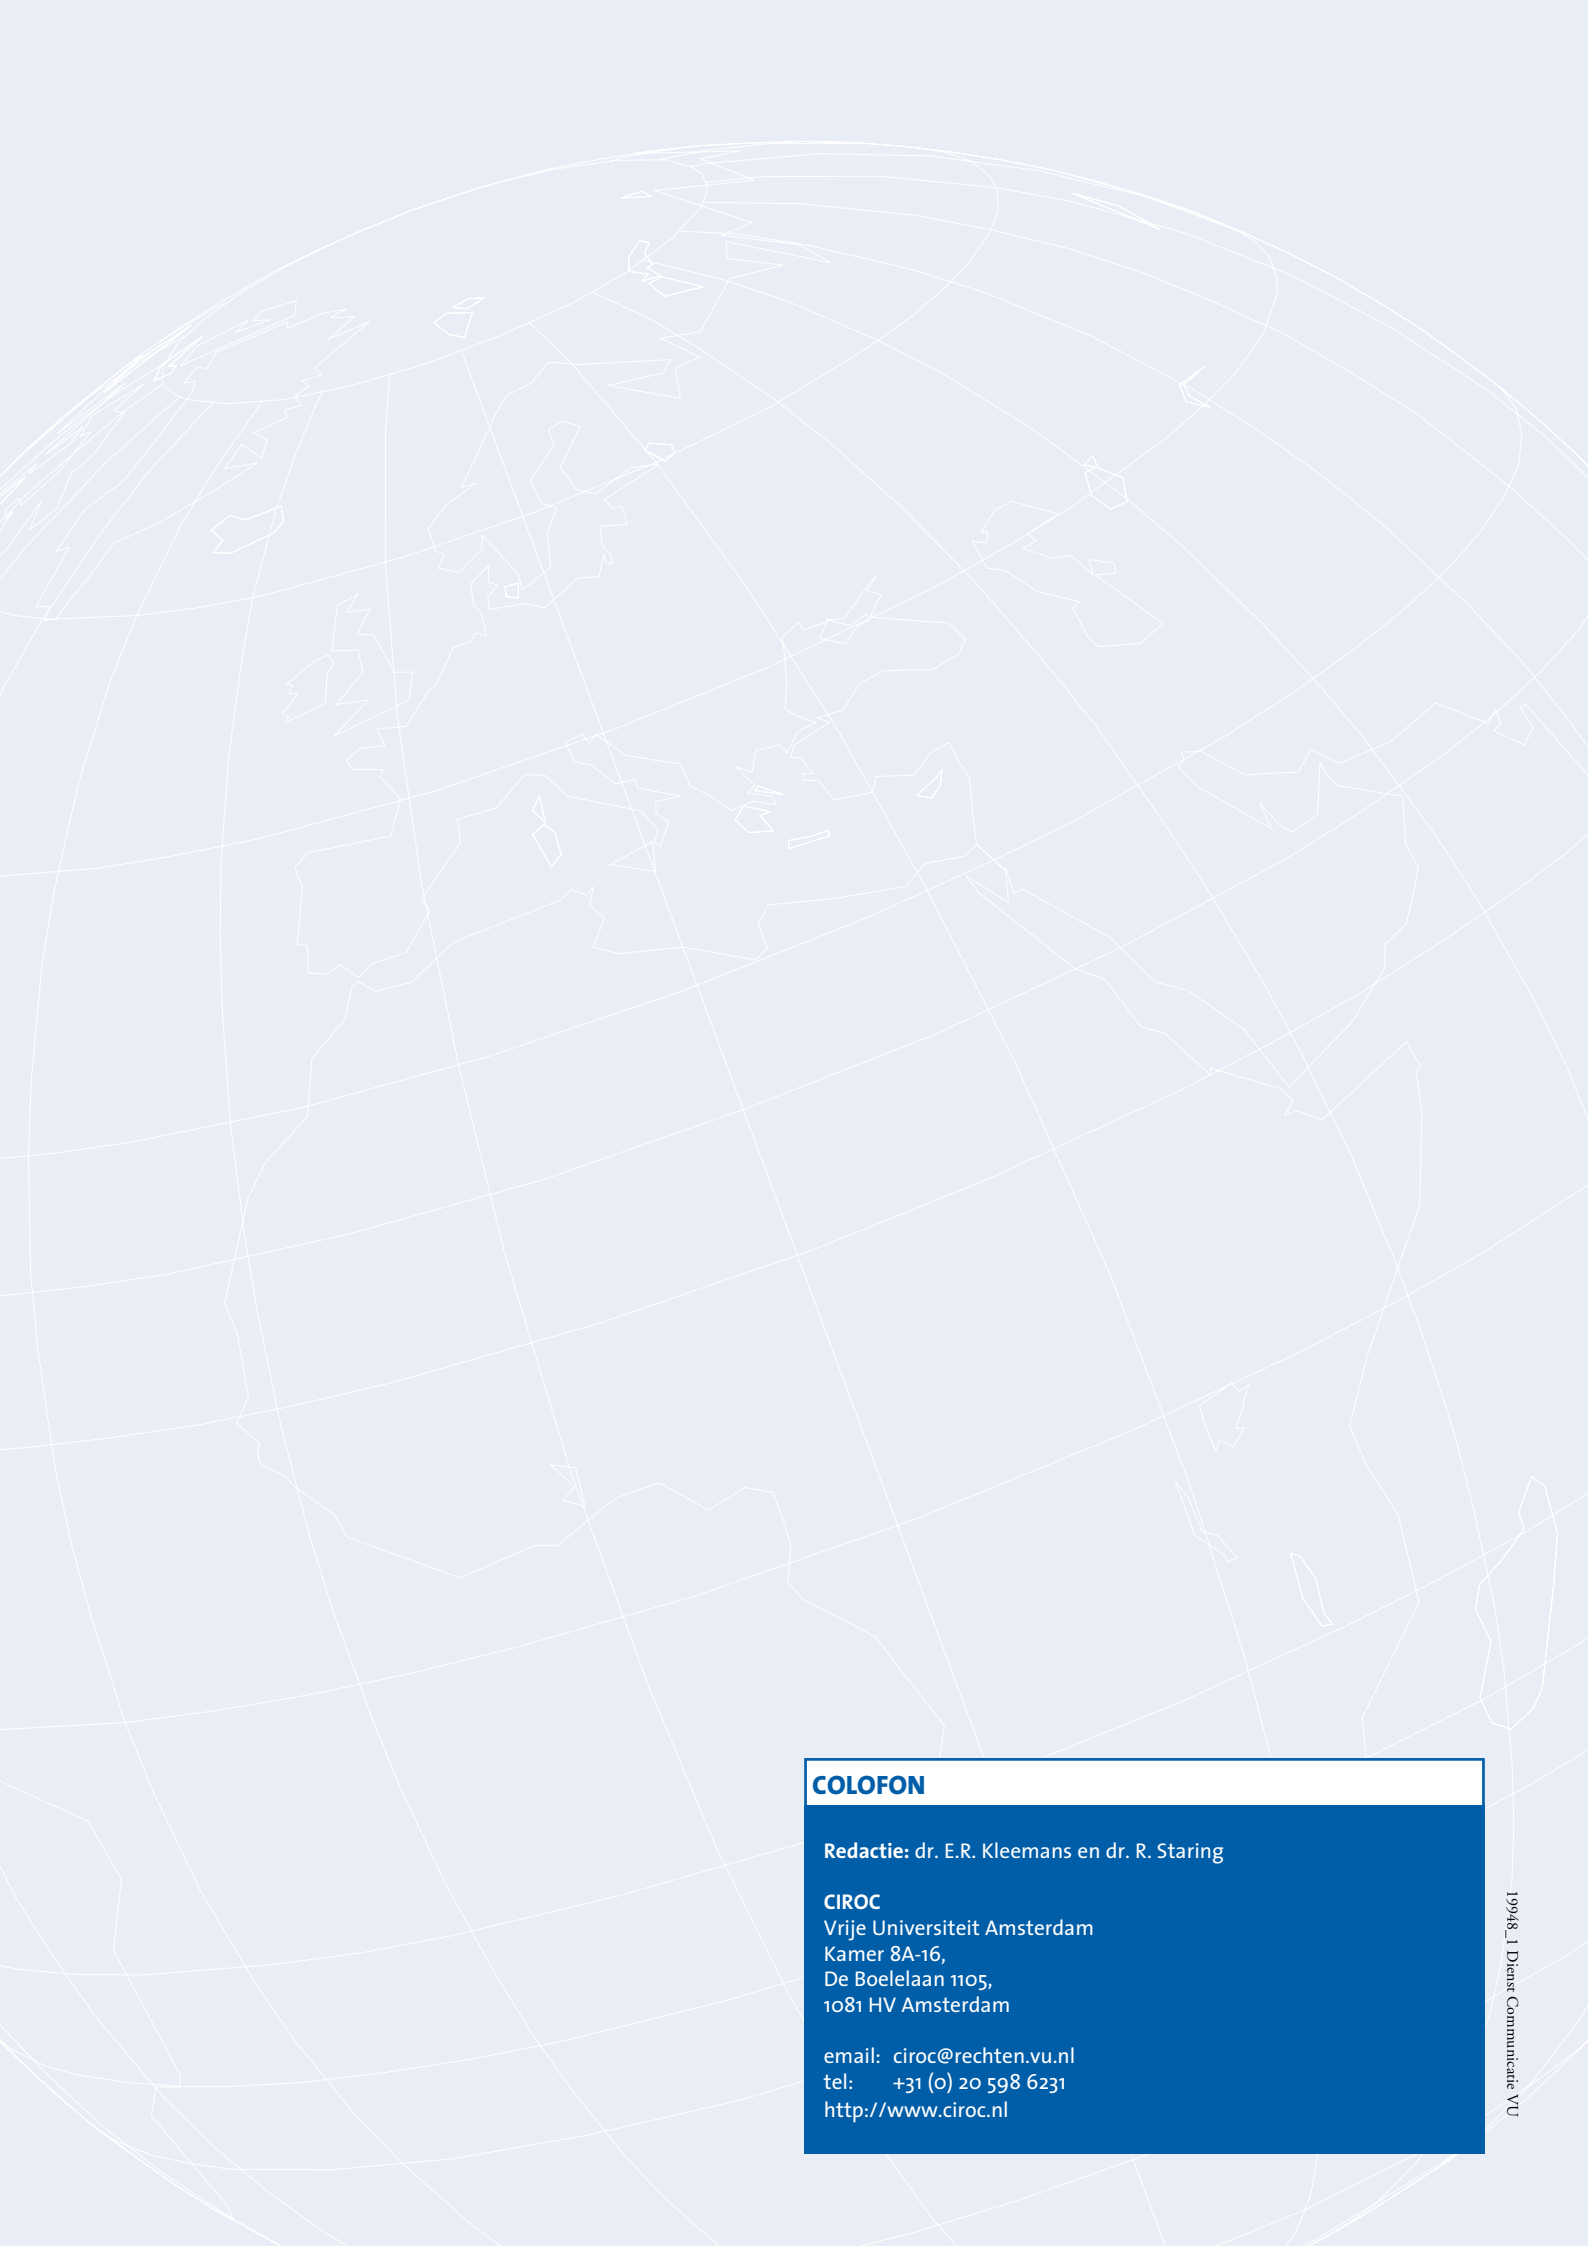 COLOFON
Redactie: dr. E.R. Kleemans en dr. R. Staring
CIROC
Vrije Universiteit Amsterdam
Kamer 8A-16,
De Boelelaan 1105,
1081 HV Amsterdam
email: ciroc@rechten.vu.nl
tel: +31 (0) 20 598 6231
http://www.ciroc.nl
19948_1 Dienst Communicatie VU